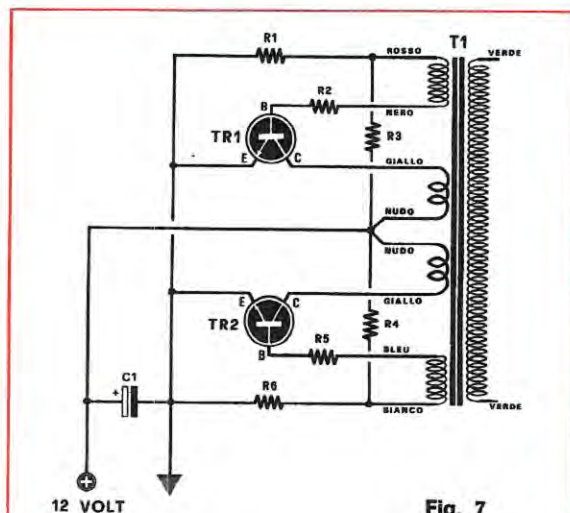 T1
R1
ROSSO
VERDE
R2
B
NERO
TR1
R3
E
C
GIALLO
NUDO
NUDO
E
C
GIALLO
TR2
R4
R5
BLEU
B
C1
+
R6
BIANCO
VERDE
+
12 VOLT
Fig. 7